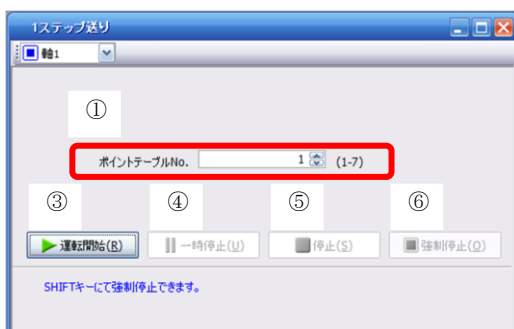 1ステップ送り
軸1
①
ポイントテーブルNo. 1 (1-7)
③ ④ ⑤ ⑥
運転開始(R) 一時停止(U) 停止(S) 強制停止(O)
SHIFTキーにて強制停止できます。